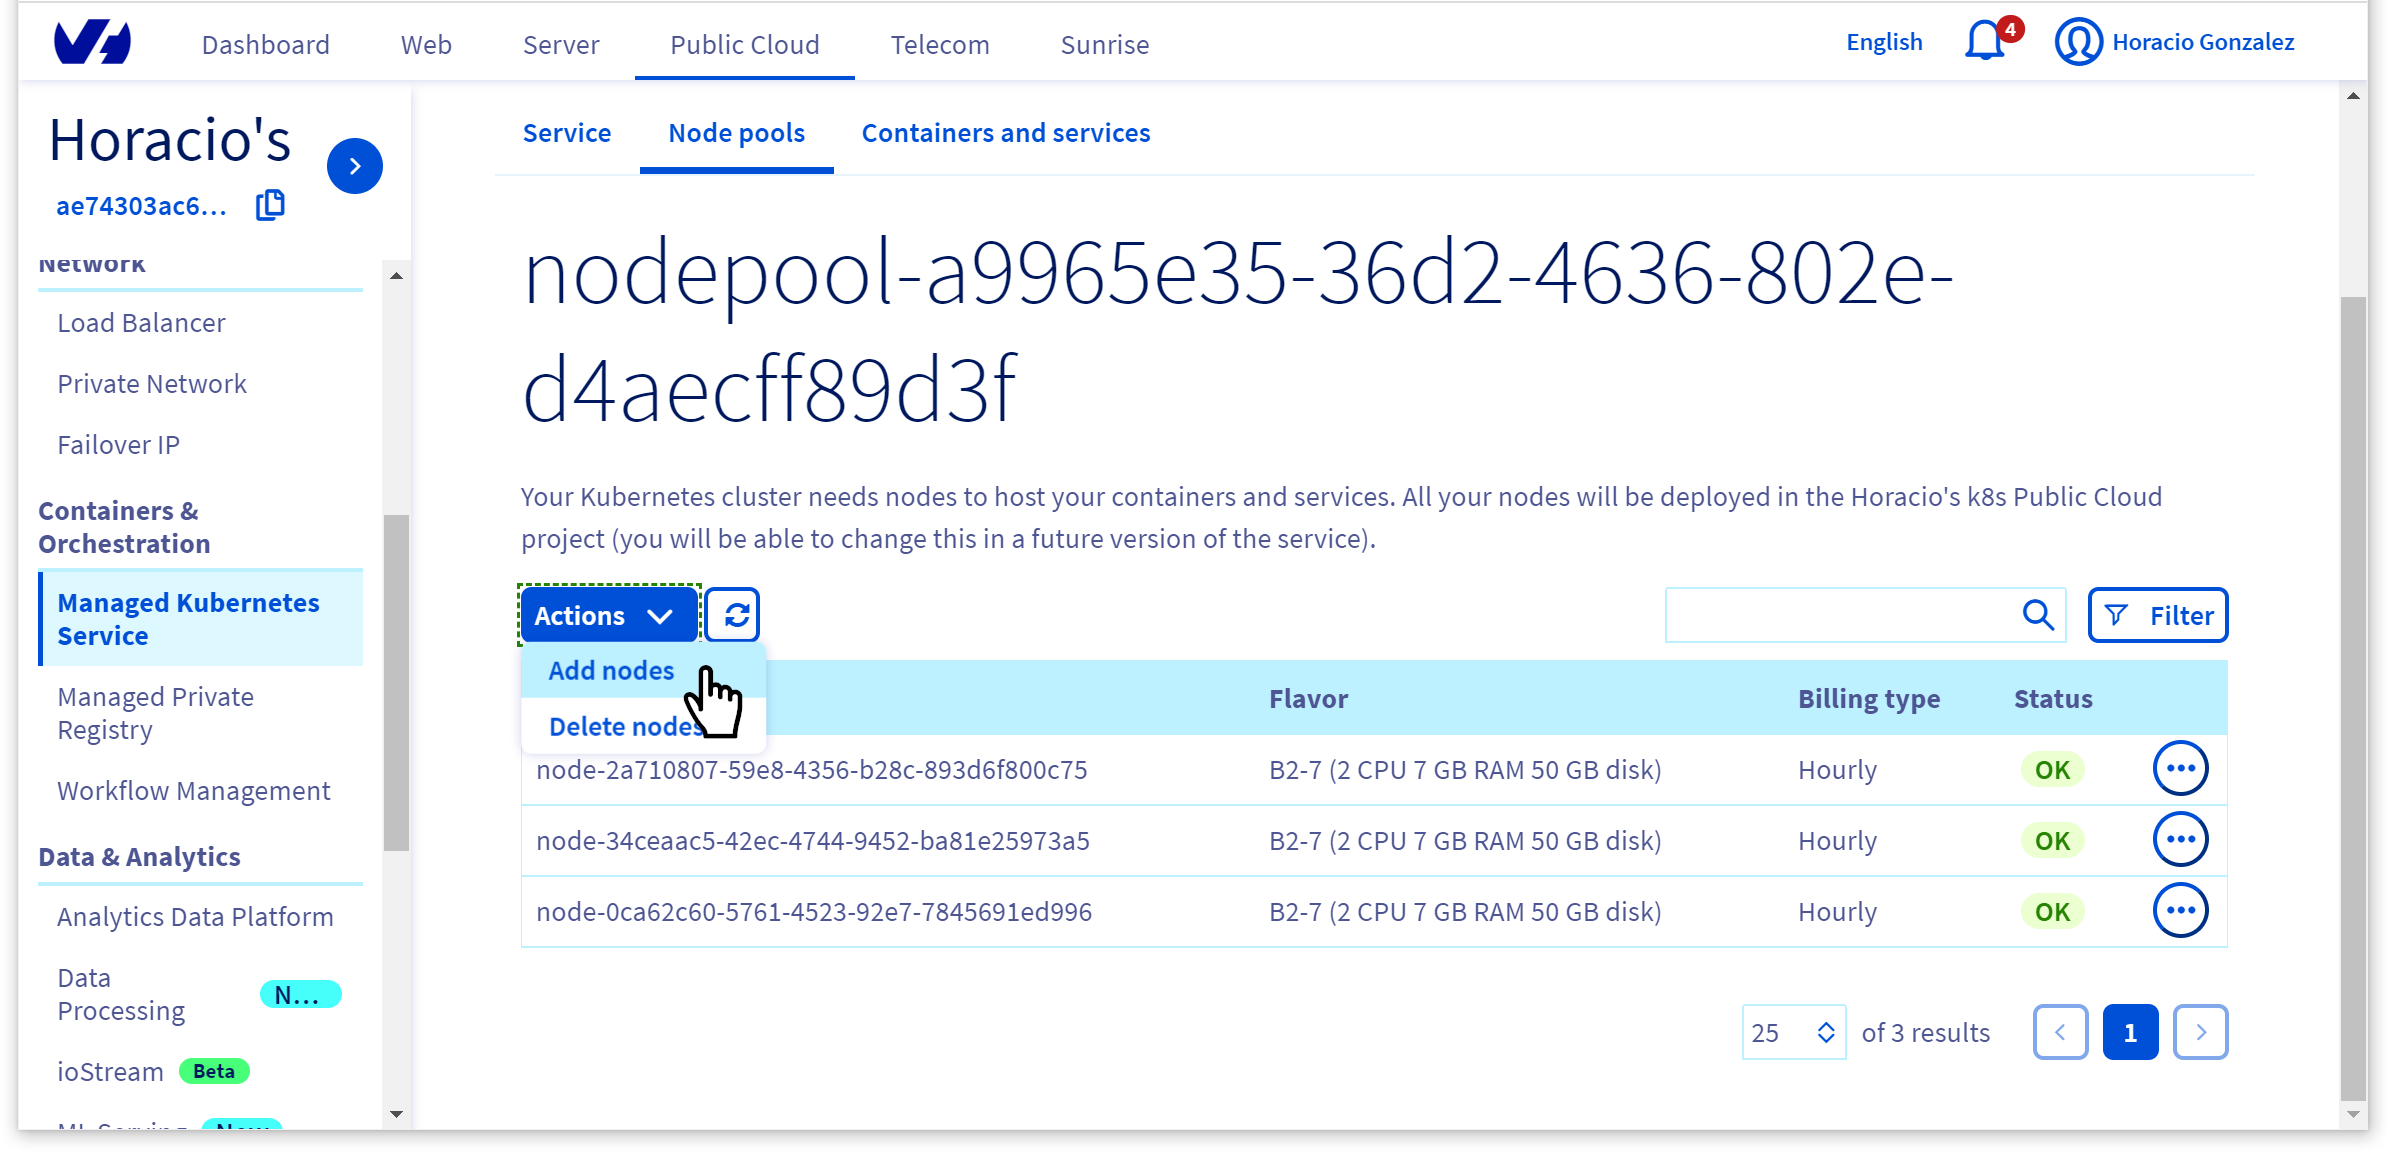 Dashboard Web Server Public Cloud Telecom Sunrise English 4 Horacio Gonzalez
Horacio's
ae74303ac6...
Network
Load Balancer
Private Network
Failover IP
Containers &
Orchestration
Managed Kubernetes
Service
Managed Private
Registry
Workflow Management
Data & Analytics
Analytics Data Platform
Data
Processing
N...
ioStream Beta
ML Serving New
Service Node pools Containers and services
nodepool-a9965e35-36d2-4636-802e-
d4aecff89d3f
Your Kubernetes cluster needs nodes to host your containers and services. All your nodes will be deployed in the Horacio's k8s Public Cloud
project (you will be able to change this in a future version of the service).
Actions Filter
Add nodes
Delete nodes
Flavor Billing type Status
node-2a710807-59e8-4356-b28c-893d6f800c75 B2-7 (2 CPU 7 GB RAM 50 GB disk) Hourly OK
node-34ceaac5-42ec-4744-9452-ba81e25973a5 B2-7 (2 CPU 7 GB RAM 50 GB disk) Hourly OK
node-0ca62c60-5761-4523-92e7-7845691ed996 B2-7 (2 CPU 7 GB RAM 50 GB disk) Hourly OK
25 of 3 results 1